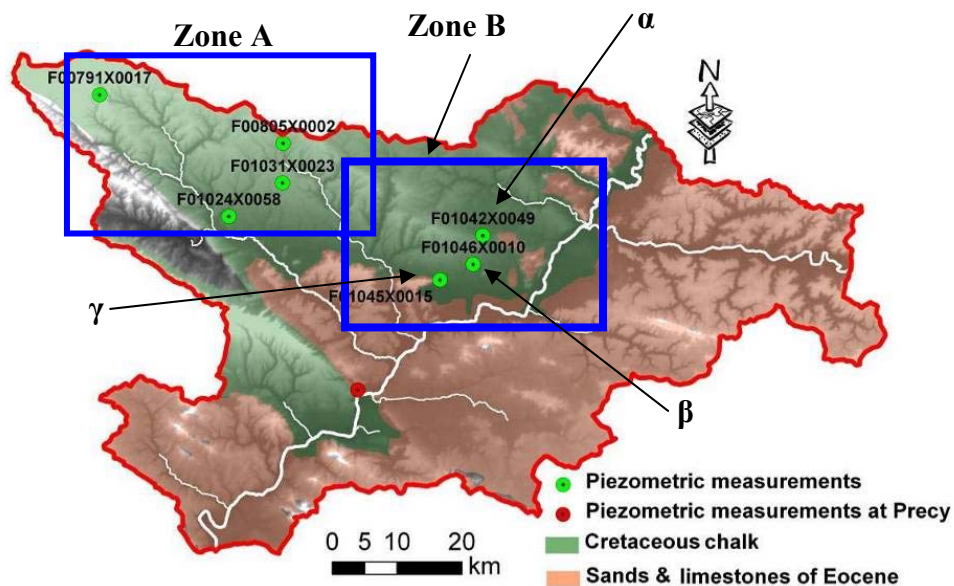 Zone A
Zone B
α
N
F00791X0017
F00805X0002
F01031X0023
F01024X0058
F01042X0049
F01046X0010
F01045X0015
γ
β
Piezometric measurements
Piezometric measurements at Precy
Cretaceous chalk
Sands & limestones of Eocene
0 10 20
km